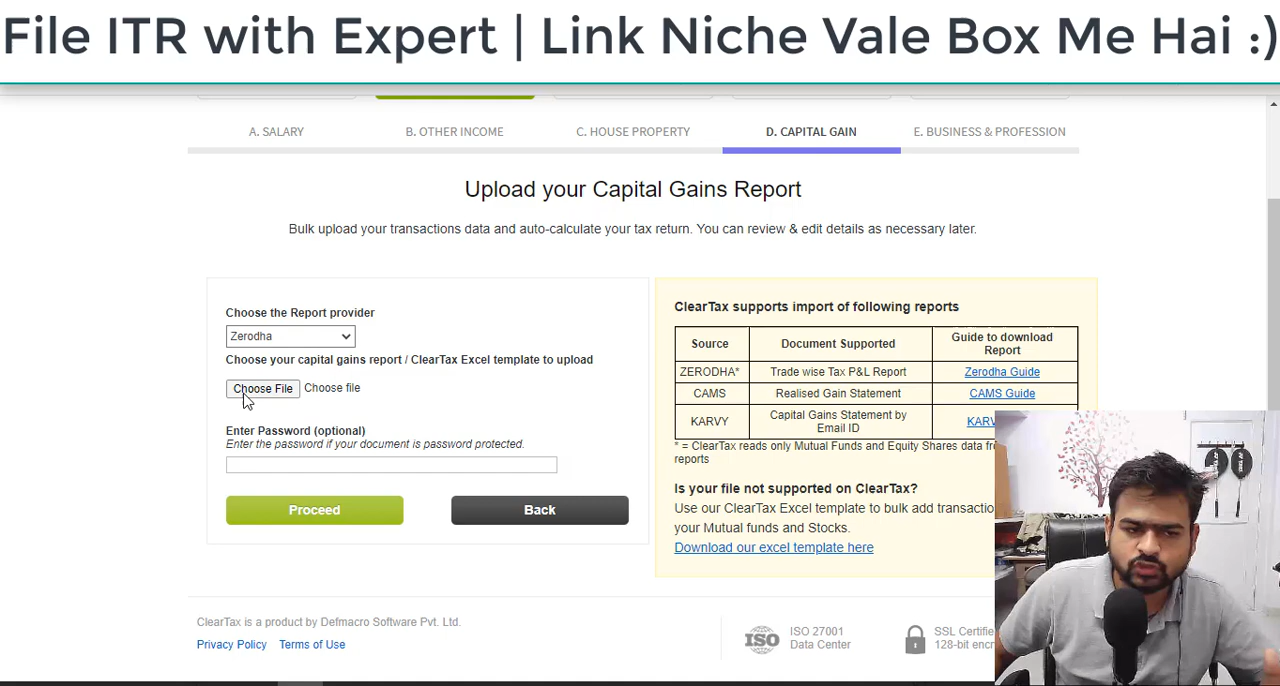 File ITR with Expert | Link Niche Vale Box Me Hai :)
A. SALARY
B. OTHER INCOME
C. HOUSE PROPERTY
D. CAPITAL GAIN
E. BUSINESS & PROFESSION
Upload your Capital Gains Report
Bulk upload your transactions data and auto-calculate your tax return. You can review & edit details as necessary later.
Choose the Report provider
Zerodha
Choose your capital gains report / ClearTax Excel template to upload
Choose File Choose file
Enter Password (optional)
Enter the password if your document is password protected.
Proceed
Back
ClearTax supports import of following reports
Source
Document Supported
Guide to download
Report
ZERODHA*
Trade wise Tax P&L Report
Zerodha Guide
CAMS
Realised Gain Statement
CAMS Guide
KARVY
Capital Gains Statement by
Email ID
* = ClearTax reads only Mutual Funds and Equity Shares data
reports
Is your file not supported on ClearTax?
Use our ClearTax Excel template to bulk add
your Mutual funds and Stocks.
Download our excel template here
ClearTax is a product by Defmacro Software Pvt. Ltd.
Privacy Policy
Terms of Use
ISO
ISO 27001
Data Center
SSL
128-bit